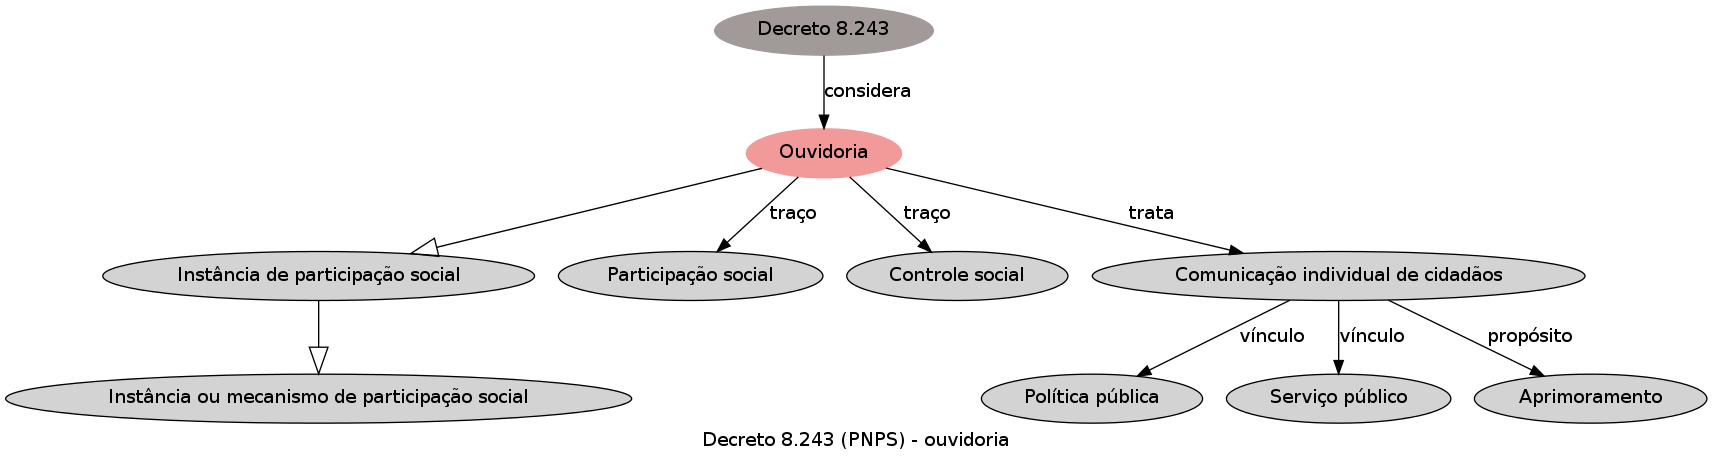 Decreto 8.243
considera
Ouvidoria
traço
traço
trata
Instância de participação social
Participação social
Controle social
Comunicação individual de cidadãos
vínculo
vínculo
propósito
Instância ou mecanismo de participação social
Política pública
Serviço público
Aprimoramento
Decreto 8.243 (PNPS) - ouvidoria